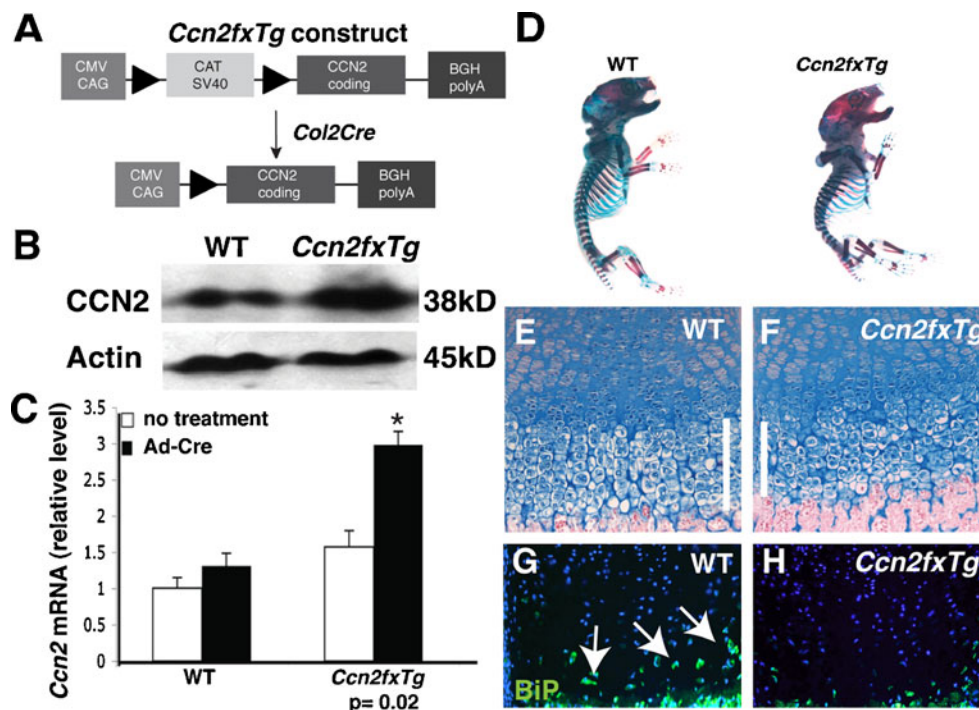 A
Ccn2fxTg construct
CMV
CAG
CAT
SV40
CCN2
coding
BGH
polyA
Col2Cre
CMV
CAG
CCN2
coding
BGH
polyA
B
WT Ccn2fxTg
CCN2 38kD
Actin 45kD
C
Ccn2 mRNA (relative level)
3.5
3
2.5
2
1.5
1
0.5
0
no treatment
Ad-Cre
*
WT
Ccn2fxTg
p= 0.02
D
WT
Ccn2fxTg
E WT
F Ccn2fxTg
G WT
BiP
H Ccn2fxTg